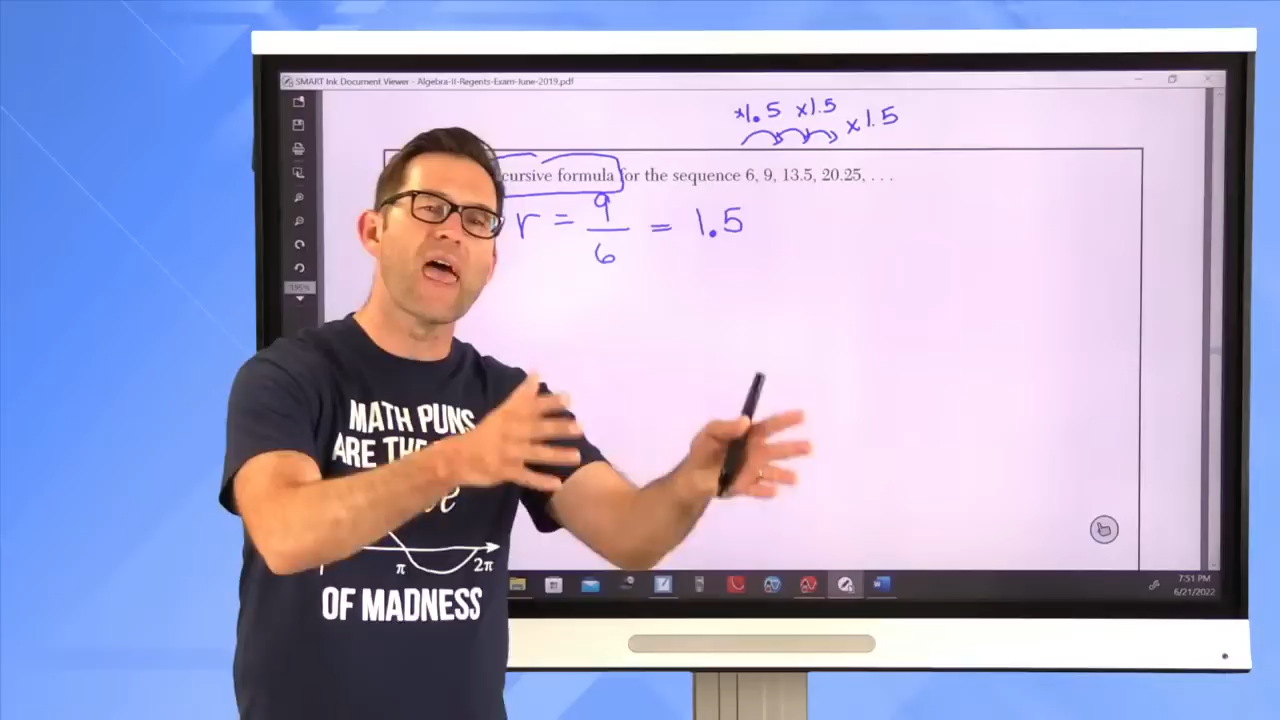 SMART Ink Document Viewer - Algebra-II-Regents-Exam-June-2019.pdf
×1.5 ×1.5 ×1.5
cursive formula for the sequence 6, 9, 13.5, 20.25, . . .
r = 9/6 = 1.5
195%
MATH PUNS
ARE THE
OF MADNESS
π 2π
7:51 PM
6/21/2022